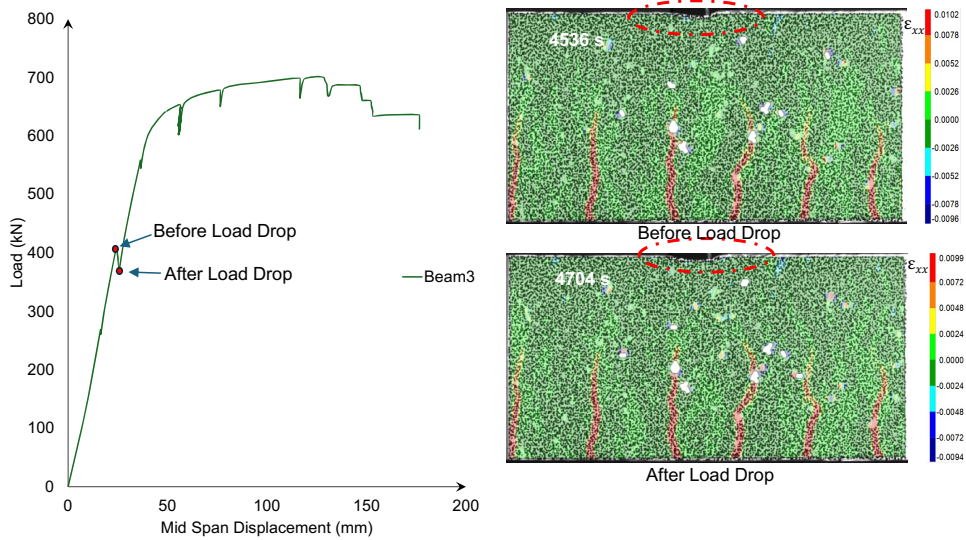 800
700
600
500
400
300
200
100
0
0
50
100
150
200
Load (kN)
Mid Span Displacement (mm)
Before Load Drop
After Load Drop
Beam3
4536 s
Before Load Drop
εxx
0.0102
0.0078
0.0052
0.0026
0.0000
-0.0026
-0.0052
-0.0078
-0.0096
4704 s
After Load Drop
εxx
0.0099
0.0072
0.0048
0.0024
0.0000
-0.0024
-0.0048
-0.0072
-0.0094